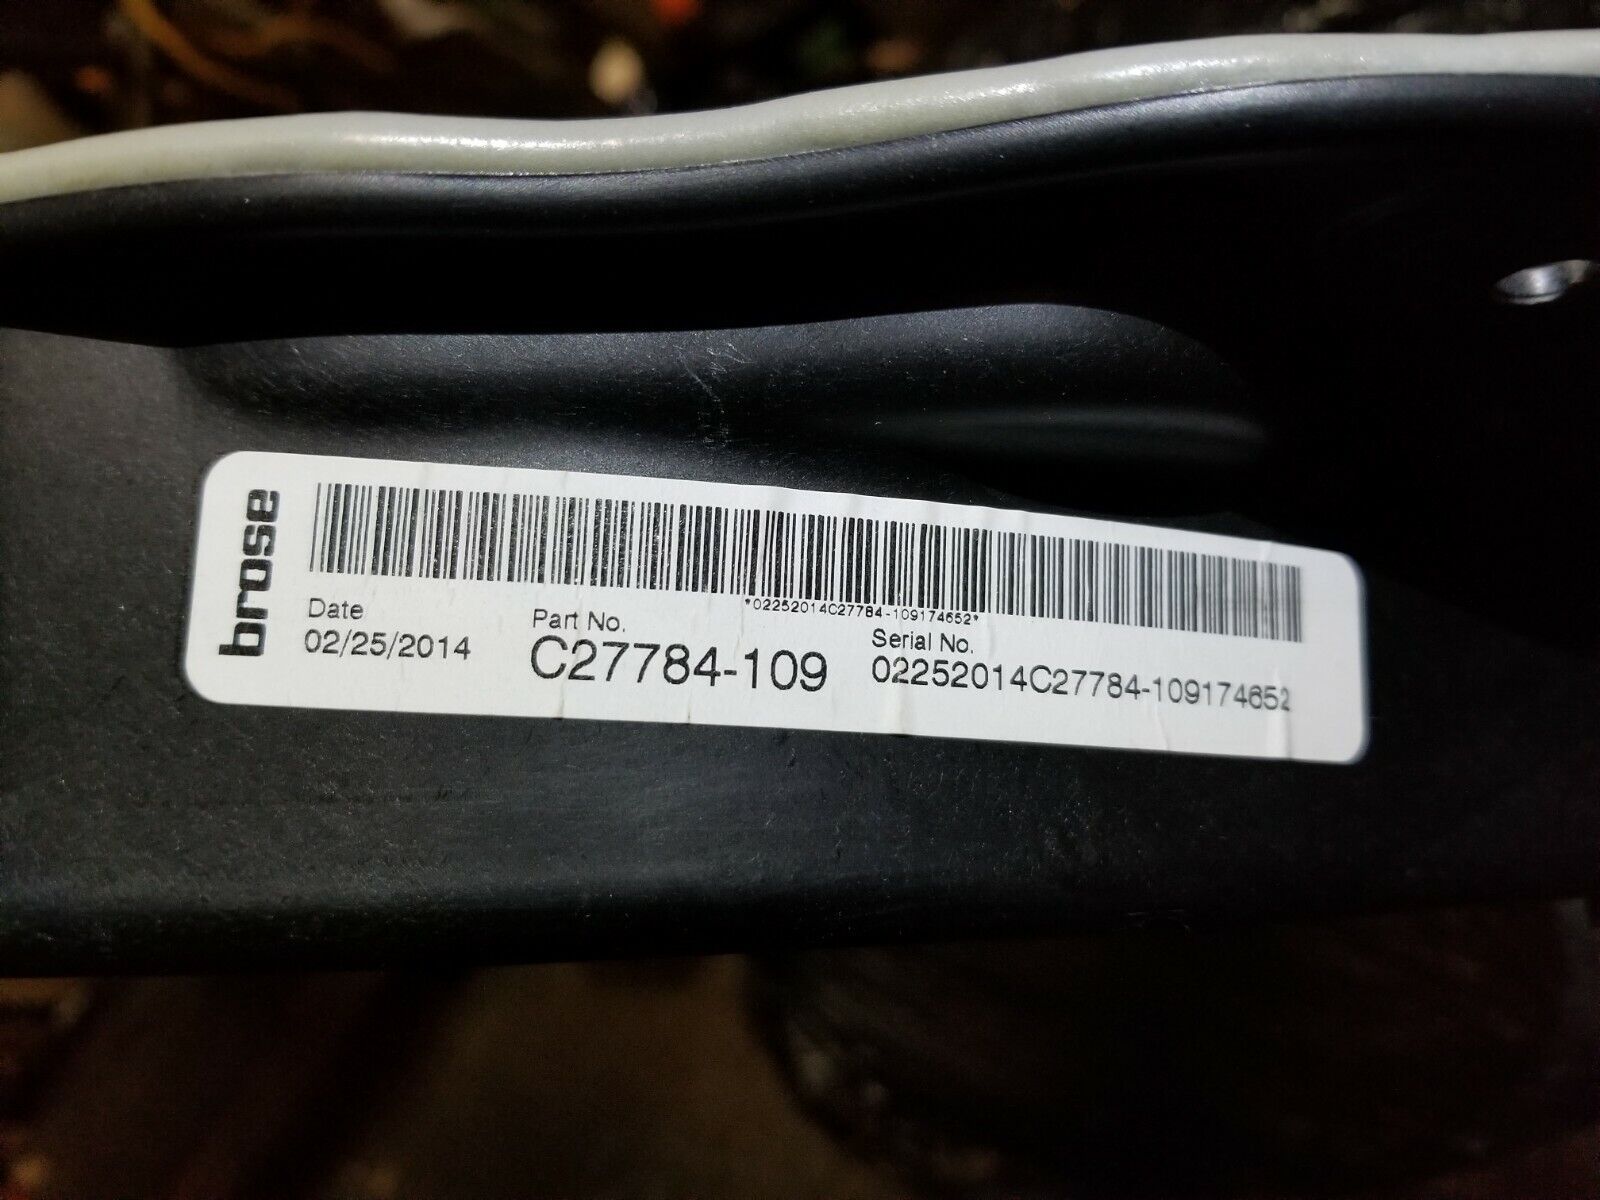 brose
*02252014C27784-109174652*
Date
02/25/2014
Part No.
C27784-109
Serial No.
02252014C27784-109174652